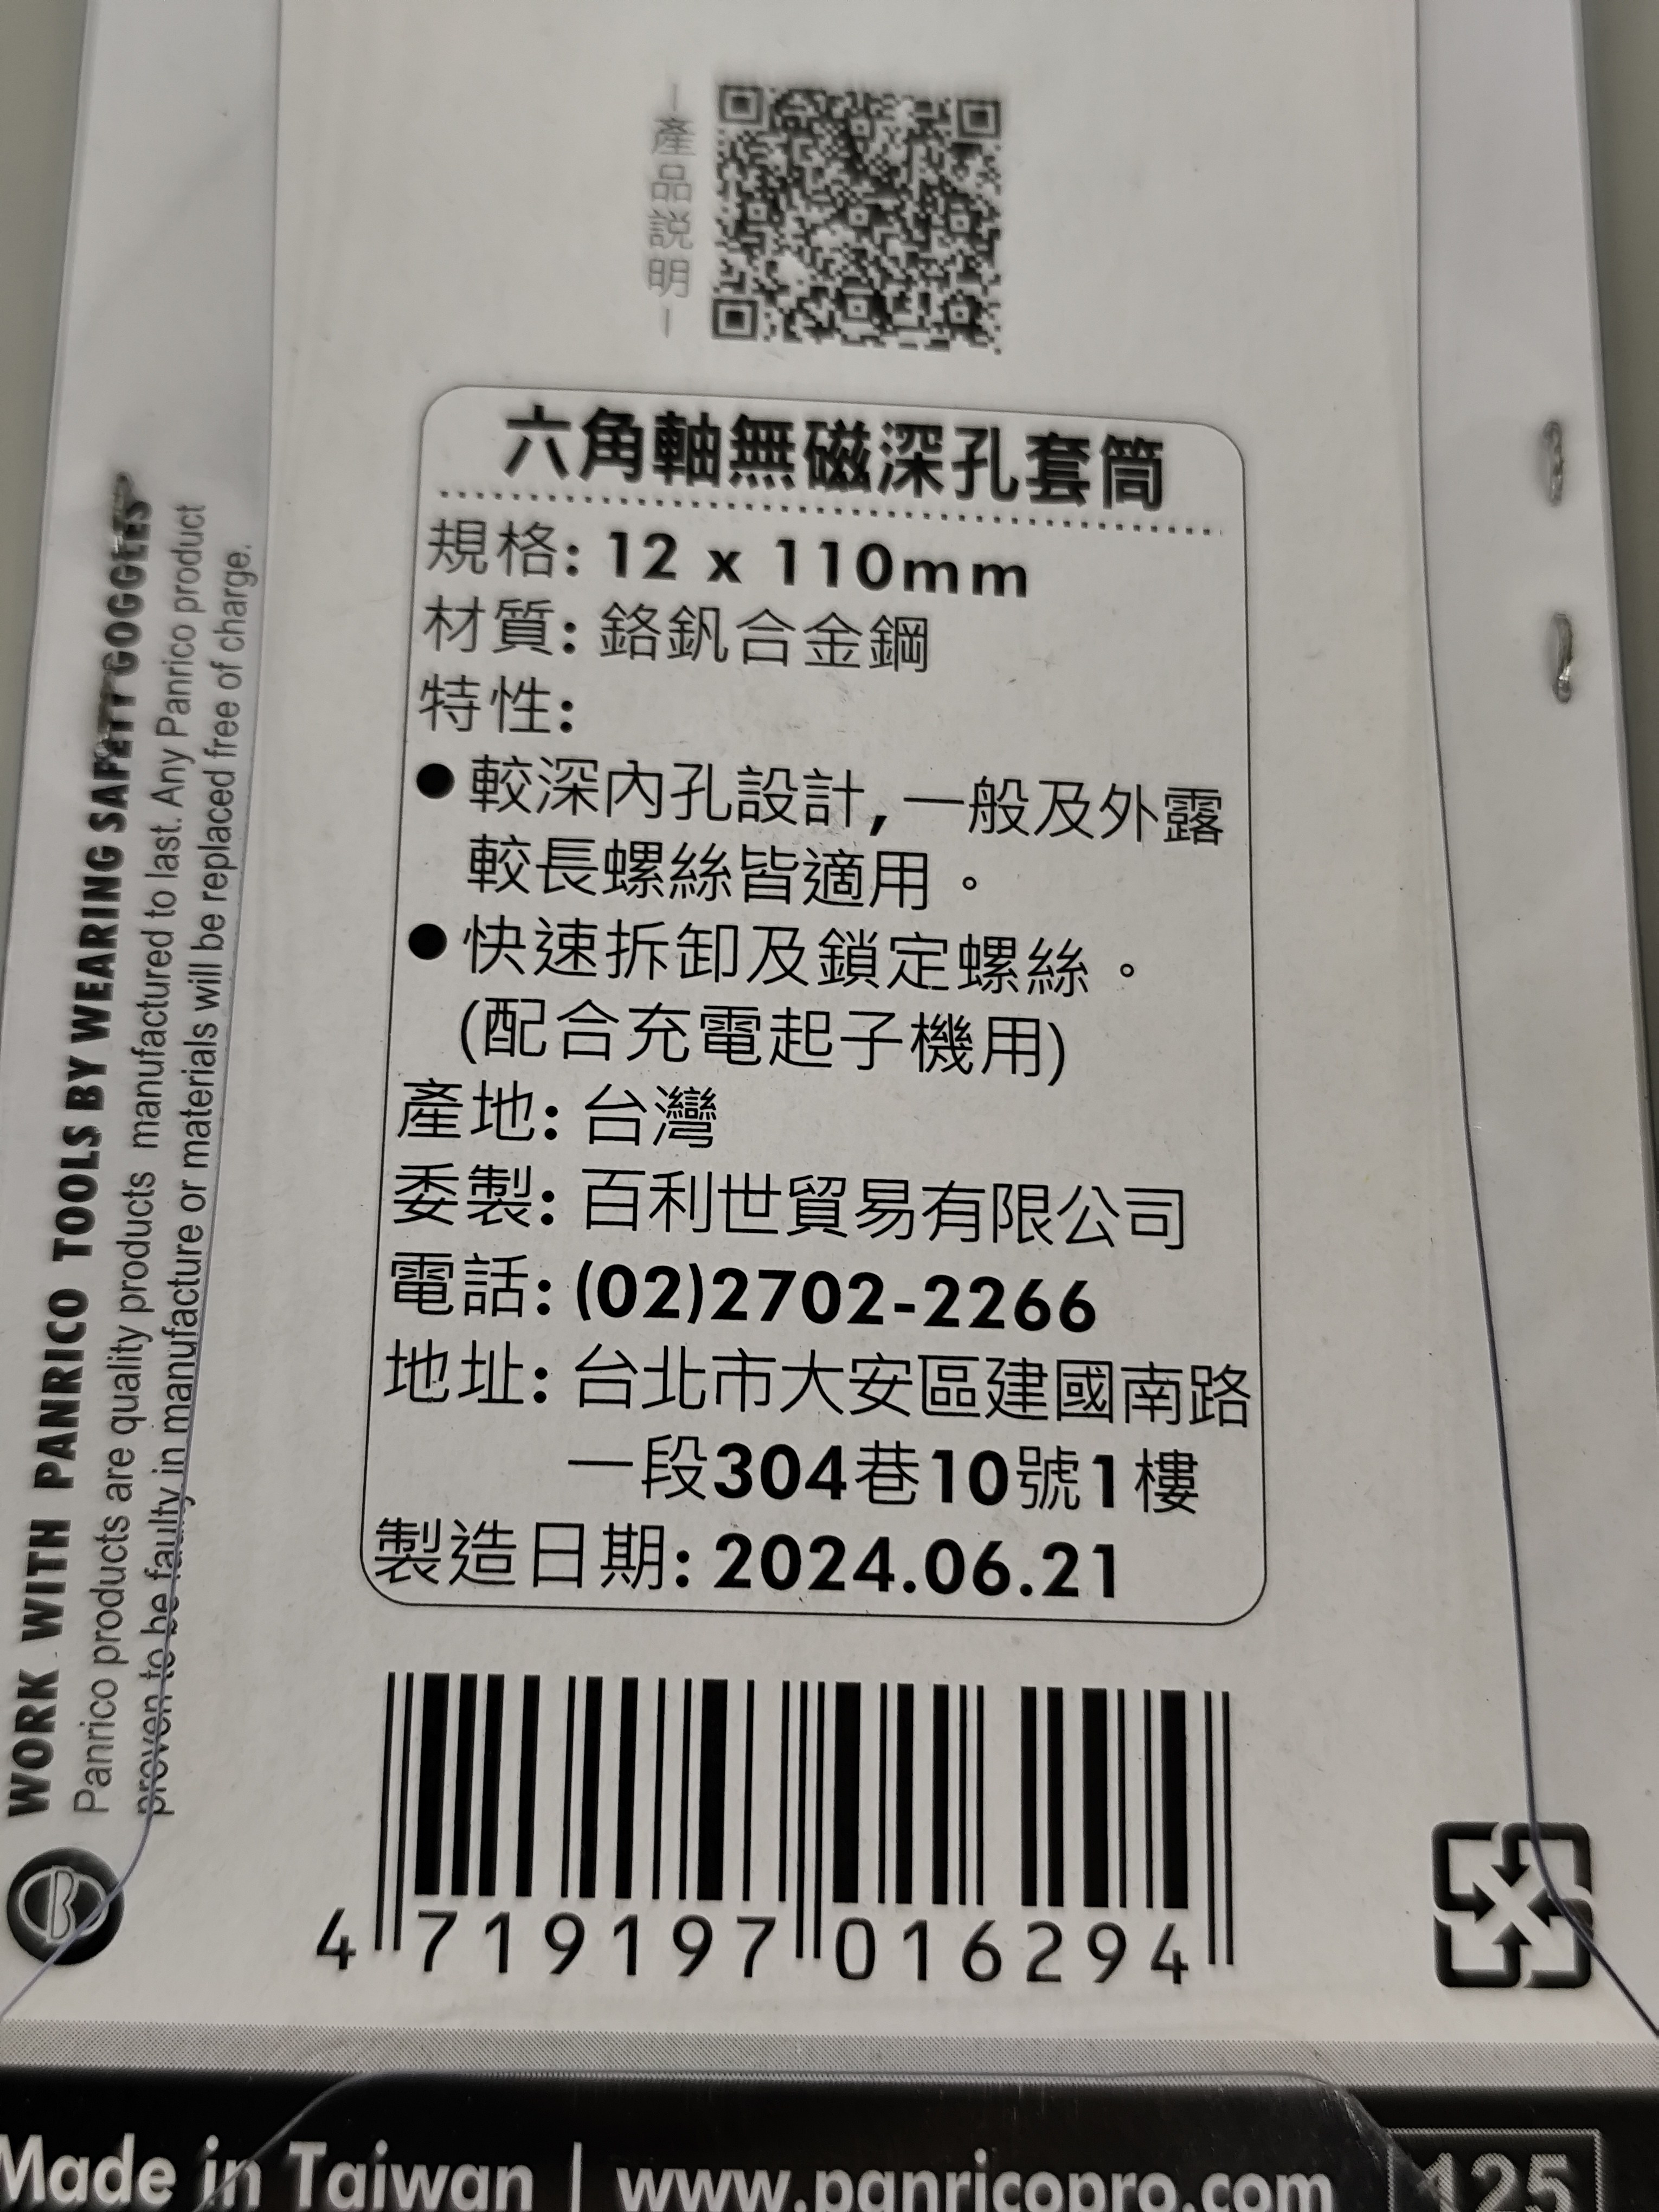 －產品説明－
六角軸無磁深孔套筒
規格: 12 x 110mm
材質: 鉻釩合金鋼
特性:
●較深內孔設計,一般及外露
較長螺絲皆適用。
●快速拆卸及鎖定螺絲。
(配合充電起子機用)
產地: 台灣
委製: 百利世貿易有限公司
電話: (02)2702-2266
地址: 台北市大安區建國南路
一段304巷10號1樓
製造日期: 2024.06.21
4 719197 016294
WORK WITH PANRICO TOOLS BY WEARING SAFETY GOGGLES
Panrico products are quality products manufactured to last. Any Panrico product
proven to be faulty in manufacture or materials will be replaced free of charge.
Made in Taiwan | www.panricopro.com
125